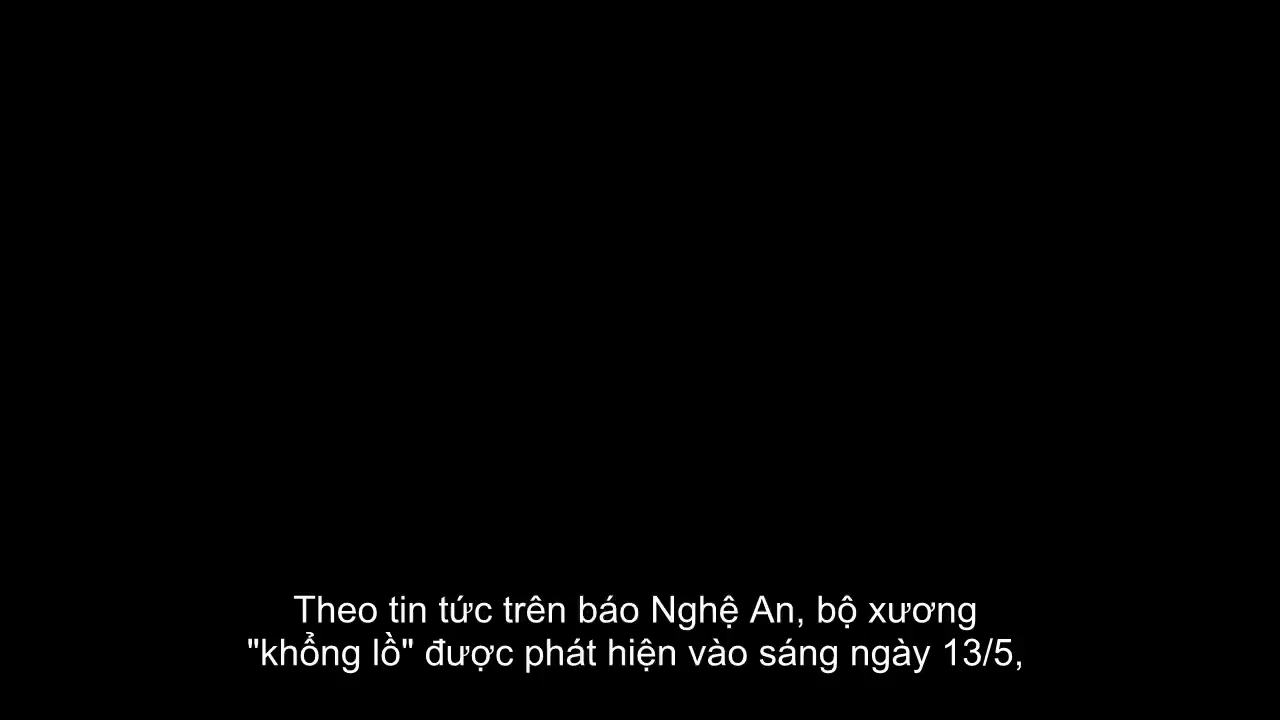 Theo tin tức trên báo Nghệ An, bộ xương
"khổng lồ" được phát hiện vào sáng ngày 13/5,